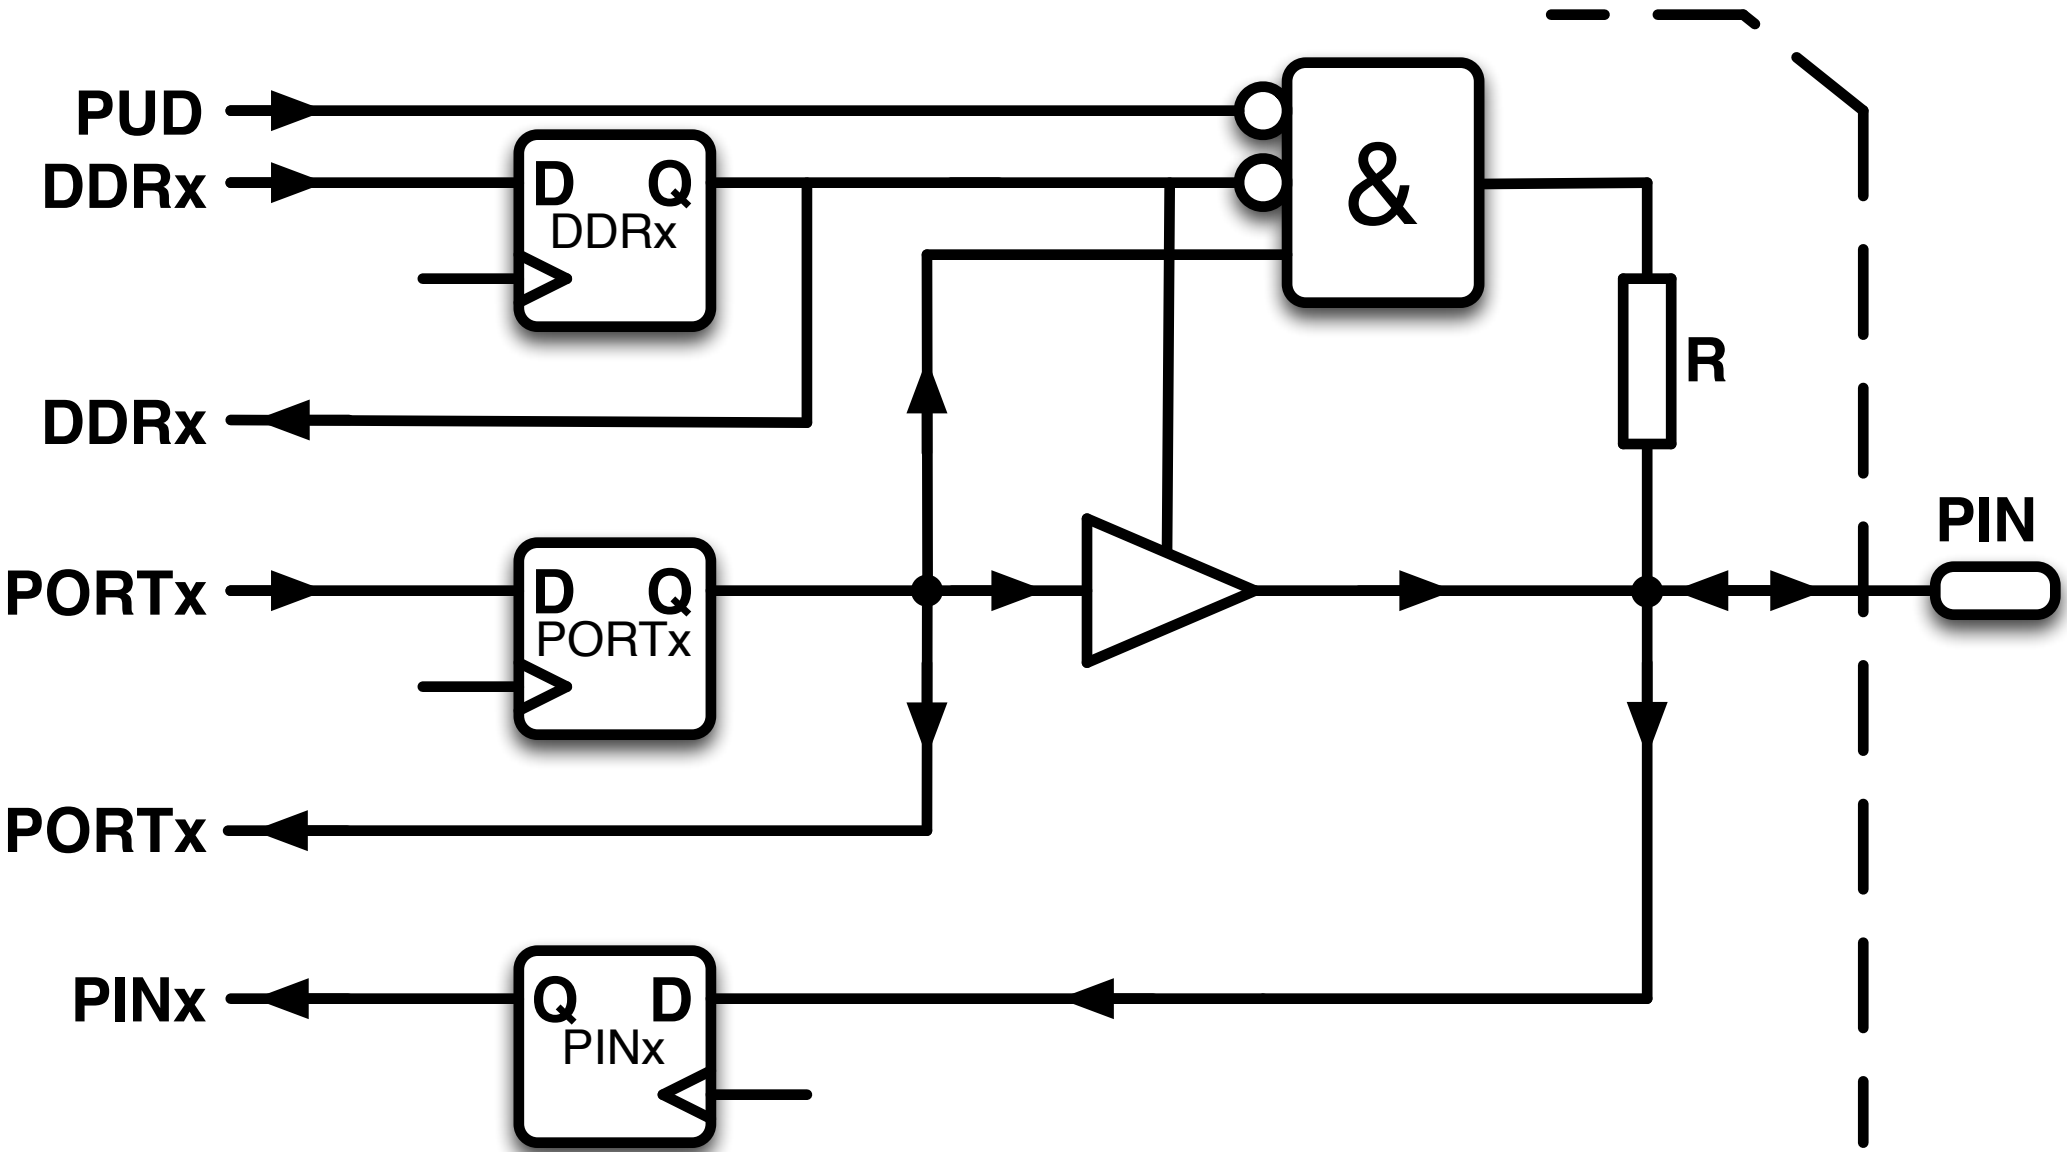 PUD
DDRx
D Q
DDRx
&
R
DDRx
PIN
PORTx
D Q
PORTx
PORTx
PINx
Q D
PINx